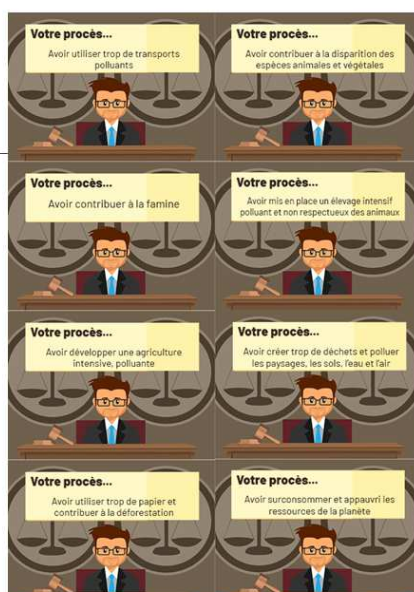 Votre procès...
Avoir utiliser trop de transports
polluants
Votre procès...
Avoir contribuer à la disparition des
espèces animales et végétales
Votre procès...
Avoir contribuer à la famine
Votre procès...
Avoir mis en place un élevage intensif
polluant et non respectueux des animaux
Votre procès...
Avoir développer une agriculture
intensive, polluante
Votre procès...
Avoir créer trop de déchets et polluer
les paysages, les sols, l'eau et l'air
Votre procès...
Avoir utiliser trop de papier et
contribuer à la déforestation
Votre procès...
Avoir surconsommer et appauvri les
ressources de la planète